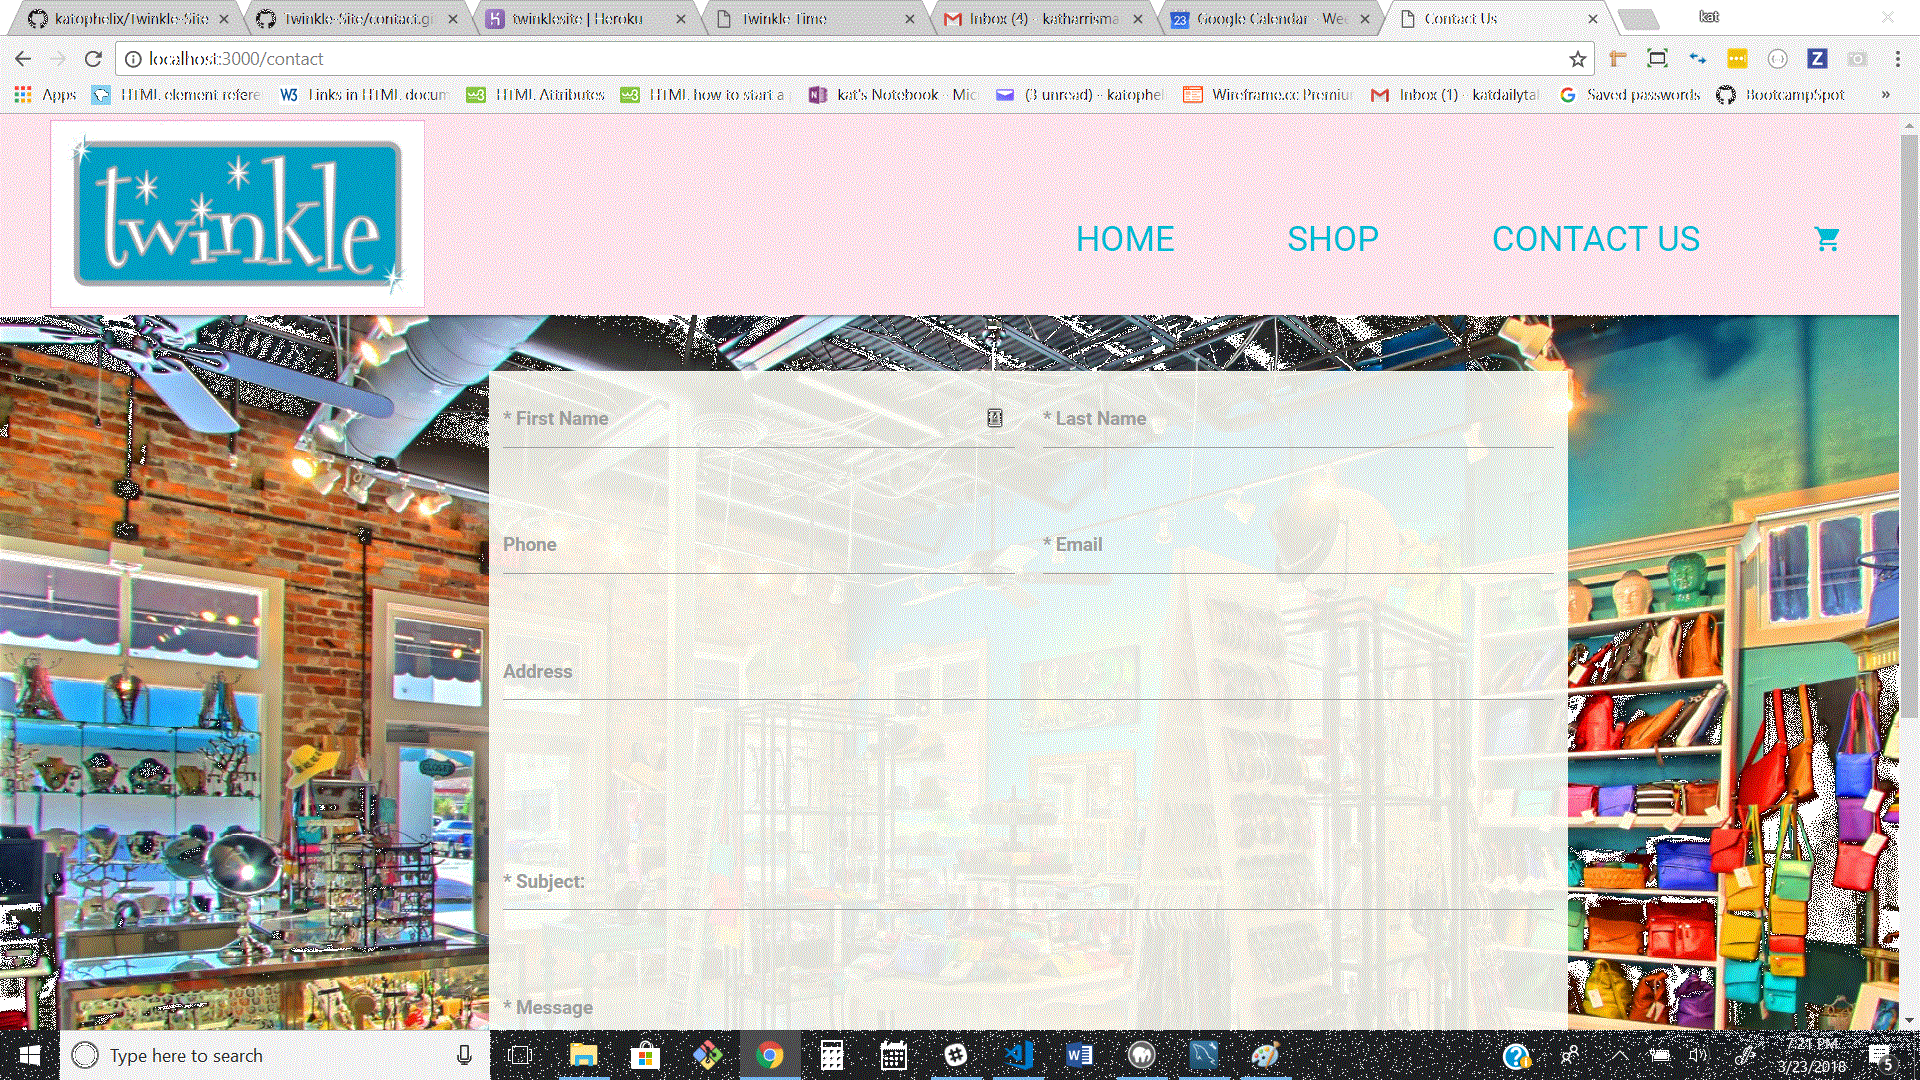 katophelix/Twinkle-Site
Twinkle-Site/contact.gi
twinklesite | Heroku
Twinkle Time
Inbox (4) - katharrisma
Google Calendar - Wee
Contact Us
kat
localhost:3000/contact
Apps
HTML element refere
Links in HTML docum
HTML Attributes
HTML how to start a
kat's Notebook - Mic
(3 unread) - katophel
Wireframe.cc Premiu
Inbox (1) - katdailytal
Saved passwords
BootcampSpot
twinkle
HOME
SHOP
CONTACT US
* First Name
* Last Name
Phone
* Email
Address
* Subject:
* Message
Type here to search
7:21 PM
3/23/2018
5